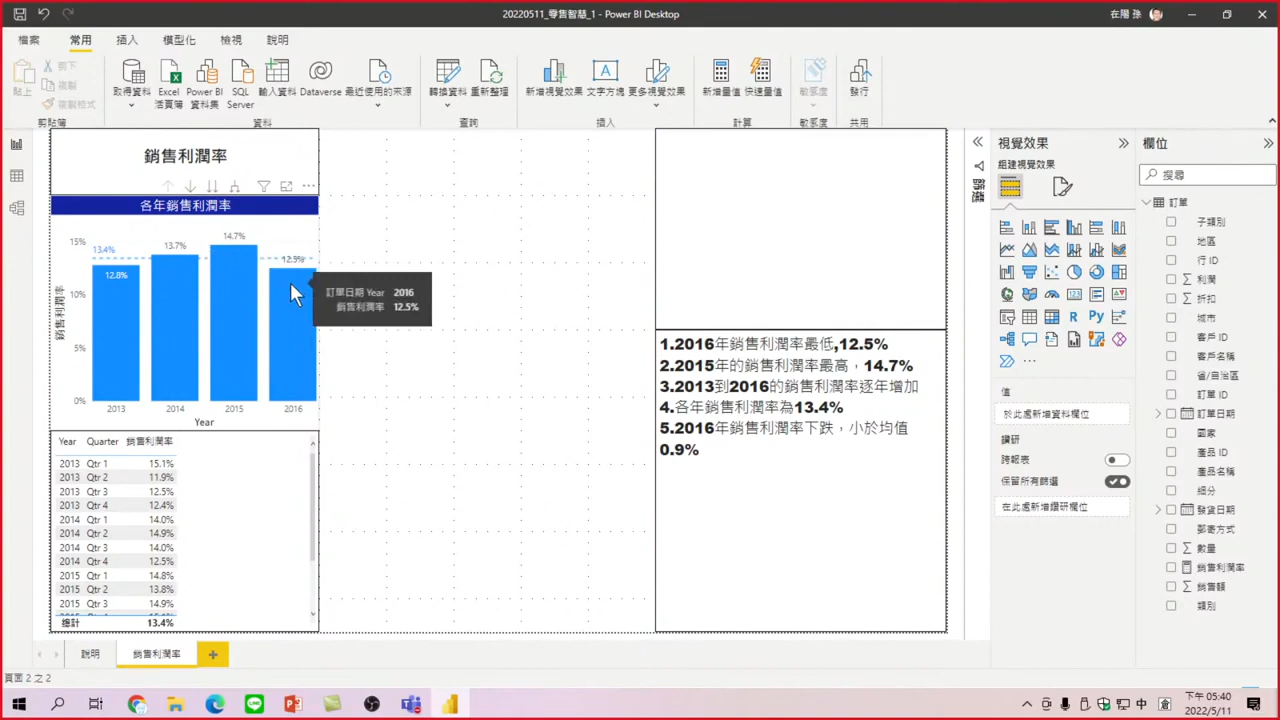 20220511_零售智慧_1 - Power BI Desktop
在陽 孫
檔案 常用 插入 模型化 檢視 說明
貼上
剪下
複製
複製格式
取得資料
Excel 活頁簿
Power BI 資料集
SQL Server
輸入資料
Dataverse
最近使用的來源
轉換資料
重新整理
新增視覺效果
文字方塊
更多視覺效果
新增量值
快速量值
敏感度
發行
剪貼簿 資料 查詢 插入 計算 敏感度 共用
銷售利潤率
各年銷售利潤率
14.7%
15%
13.4%
13.7%
12.5%
12.8%
10%
5%
0%
銷售利潤率
2013 2014 2015 2016
Year
訂單日期 Year 2016
銷售利潤率 12.5%
Year Quarter 銷售利潤率
2013 Qtr 1 15.1%
2013 Qtr 2 11.9%
2013 Qtr 3 12.5%
2013 Qtr 4 12.4%
2014 Qtr 1 14.0%
2014 Qtr 2 14.9%
2014 Qtr 3 14.0%
2014 Qtr 4 12.5%
2015 Qtr 1 14.8%
2015 Qtr 2 13.8%
2015 Qtr 3 14.9%
總計 13.4%
1.2016年銷售利潤率最低,12.5%
2.2015年的銷售利潤率最高，14.7%
3.2013到2016的銷售利潤率逐年增加
4.各年銷售利潤率為13.4%
5.2016年銷售利潤率下跌，小於均值
0.9%
篩選
視覺效果
組建視覺效果
R Py
123
值
於此處新增資料欄位
鑽研
跨報表
保留所有篩選
在此處新增鑽研欄位
欄位
搜尋
訂單
子類別
地區
行 ID
利潤
折扣
城市
客戶 ID
客戶名稱
省/自治區
訂單 ID
訂單日期
國家
產品 ID
產品名稱
細分
發貨日期
郵寄方式
數量
銷售利潤率
銷售額
類別
說明 銷售利潤率
頁面 2 之 2
中
下午 05:40
2022/5/11